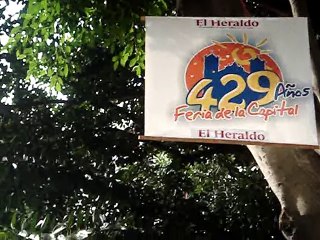 El Heraldo
429 Años
Feria de la Capital
El Heraldo